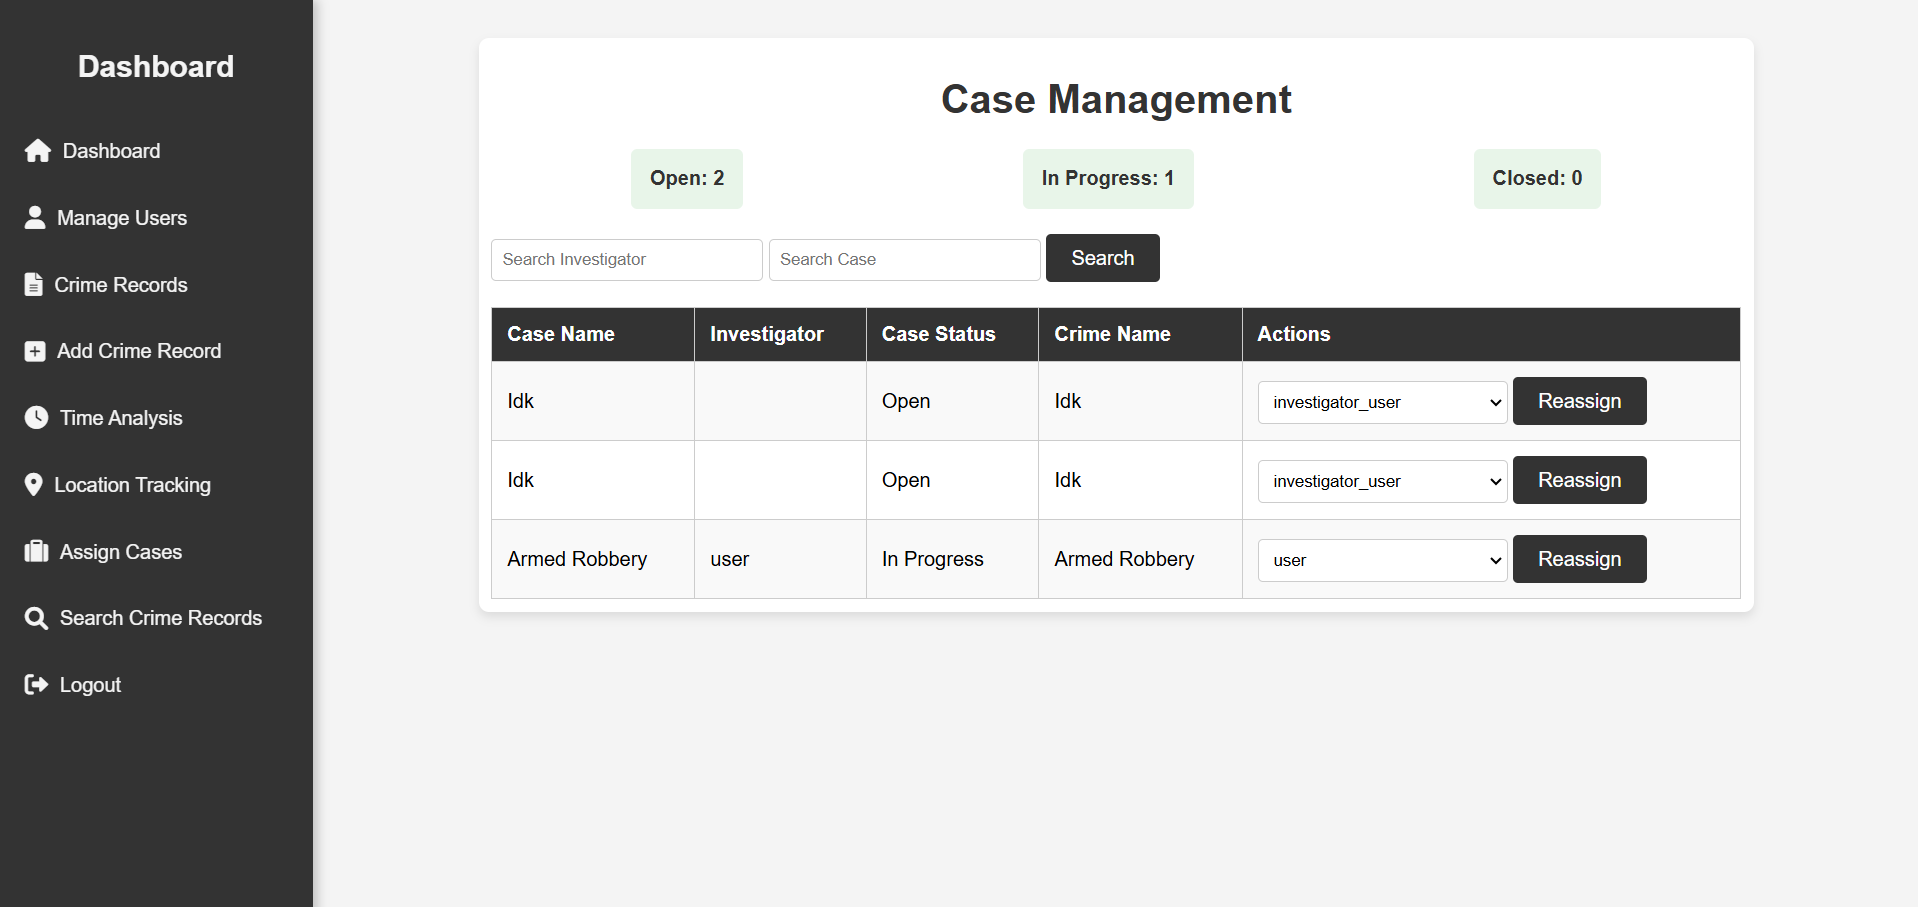 Dashboard
Dashboard
Manage Users
Crime Records
Add Crime Record
Time Analysis
Location Tracking
Assign Cases
Search Crime Records
Logout
Case Management
Open: 2 In Progress: 1 Closed: 0
Search Investigator Search Case Search
Case Name Investigator Case Status Crime Name Actions
Idk Open Idk investigator_user Reassign
Idk Open Idk investigator_user Reassign
Armed Robbery user In Progress Armed Robbery user Reassign